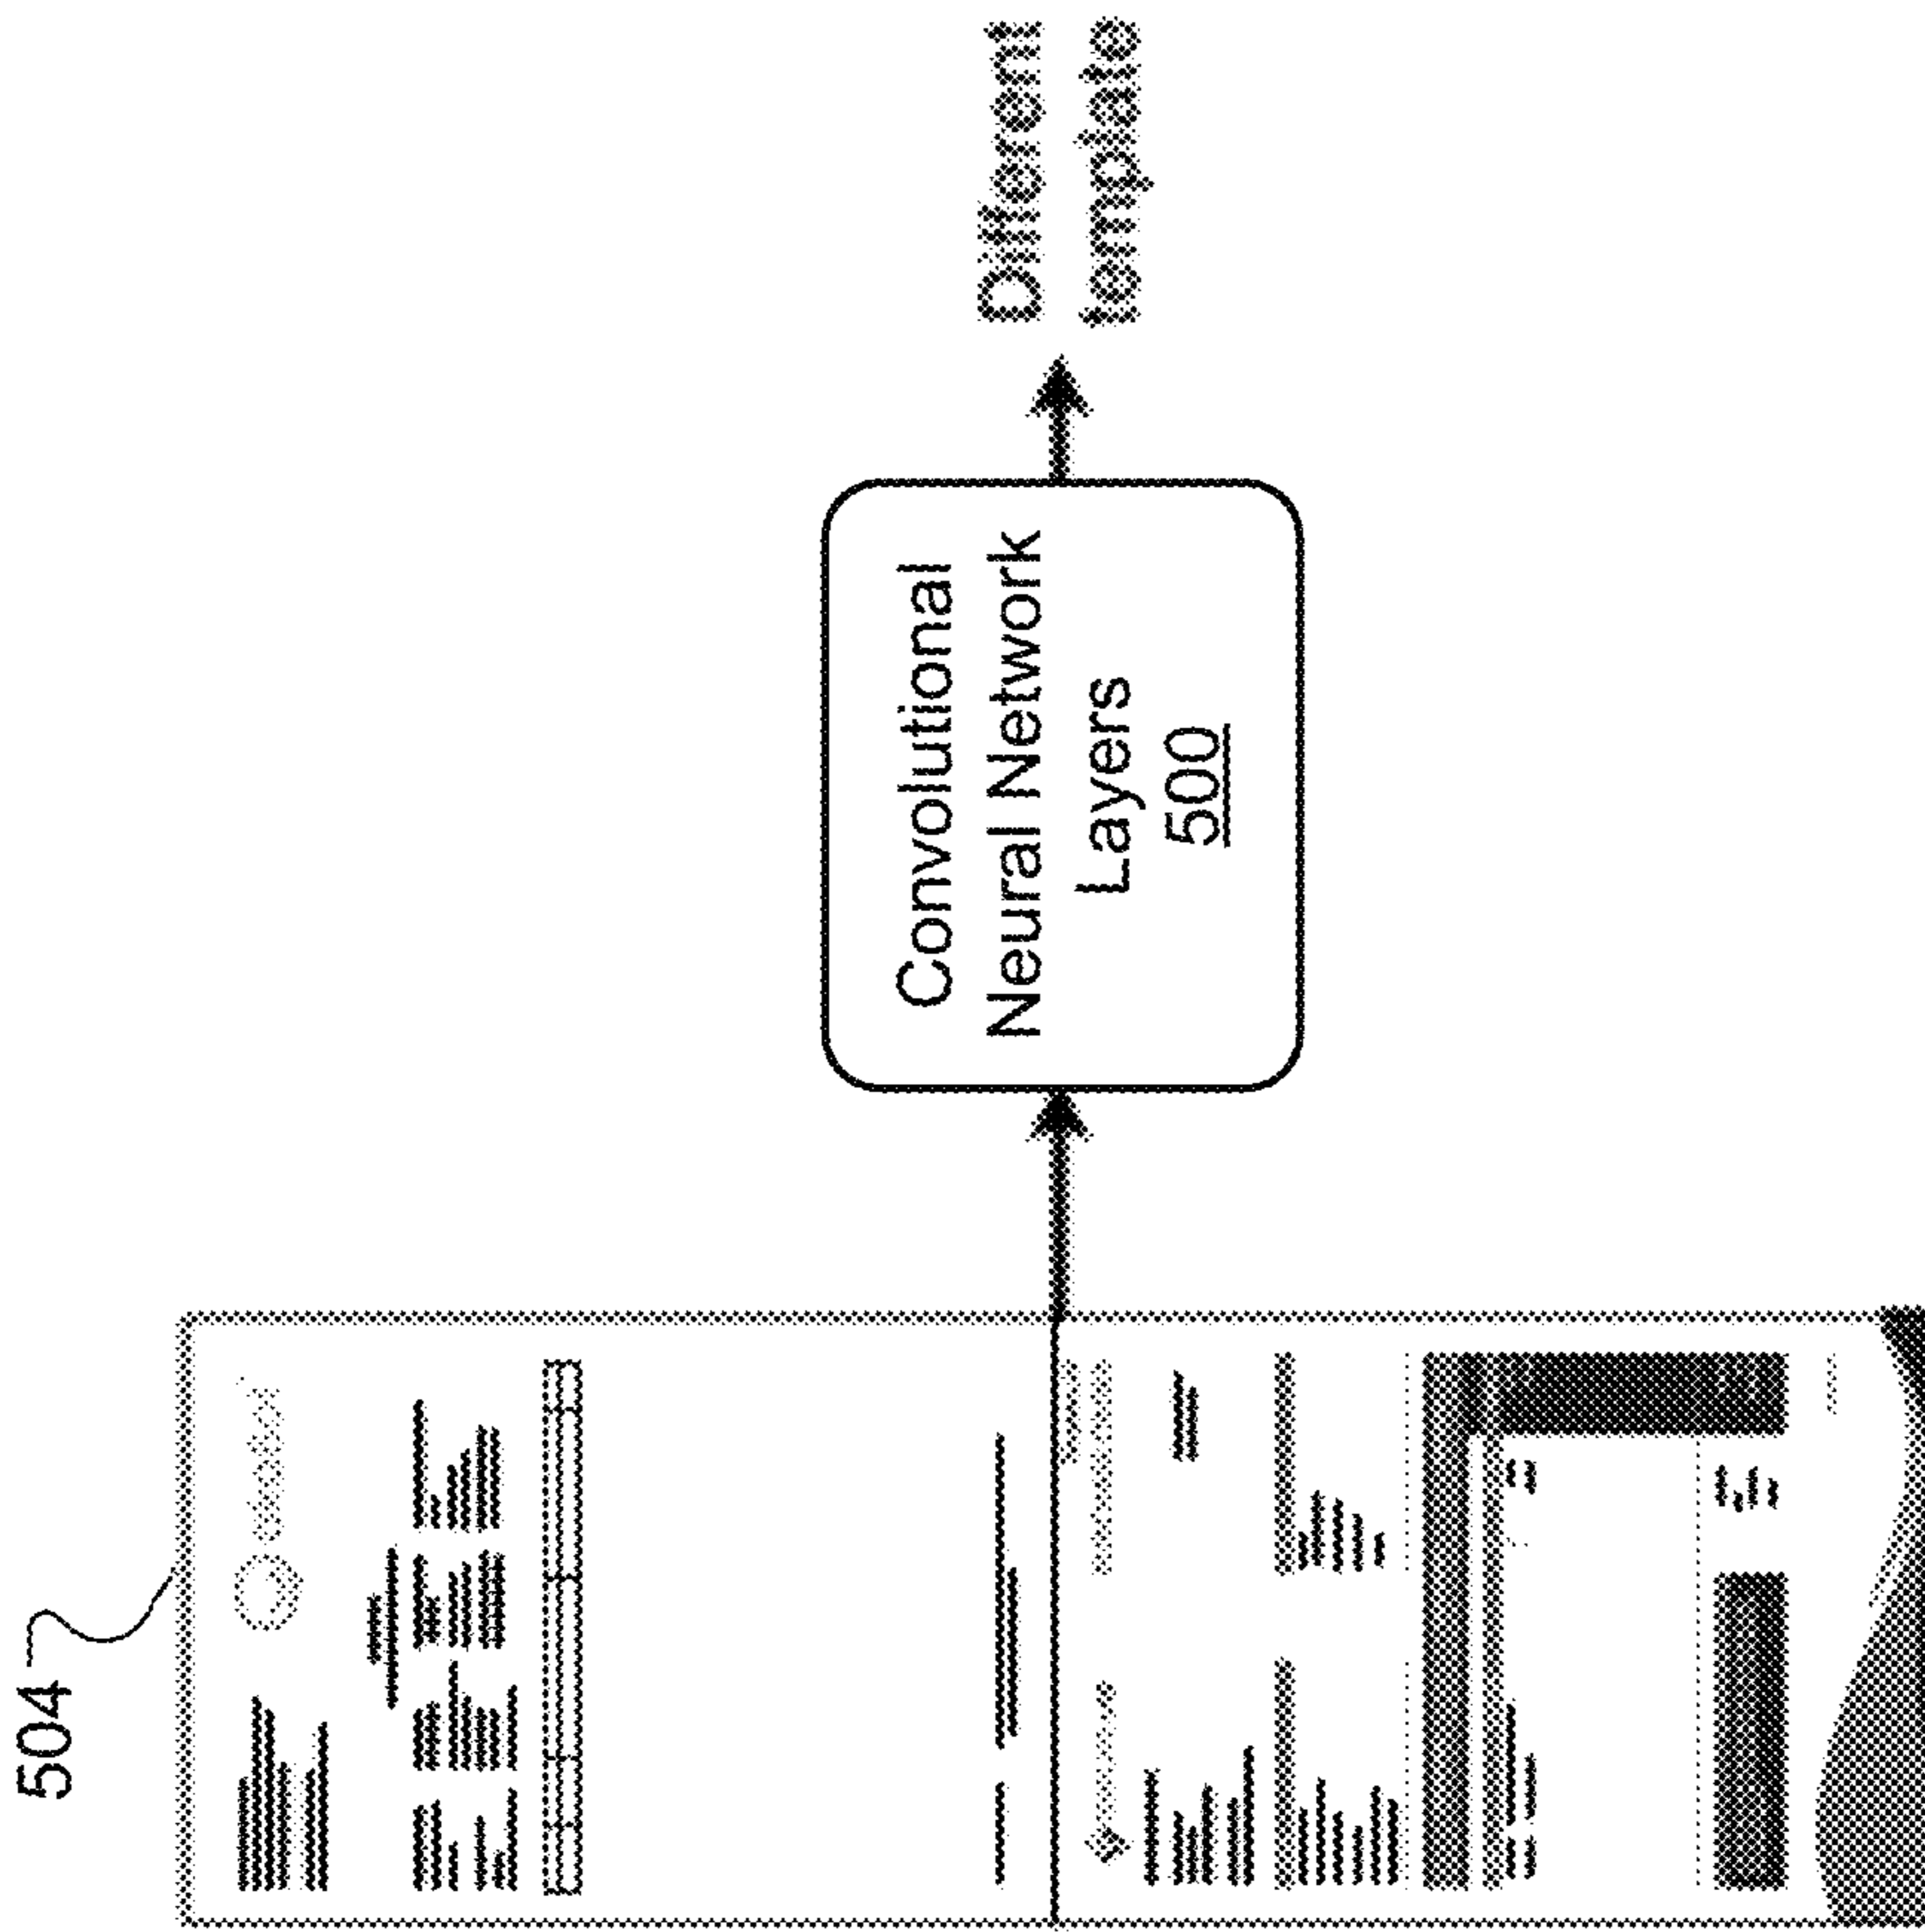 504
Convolutional
Neural Network
Layers
500
Different
template